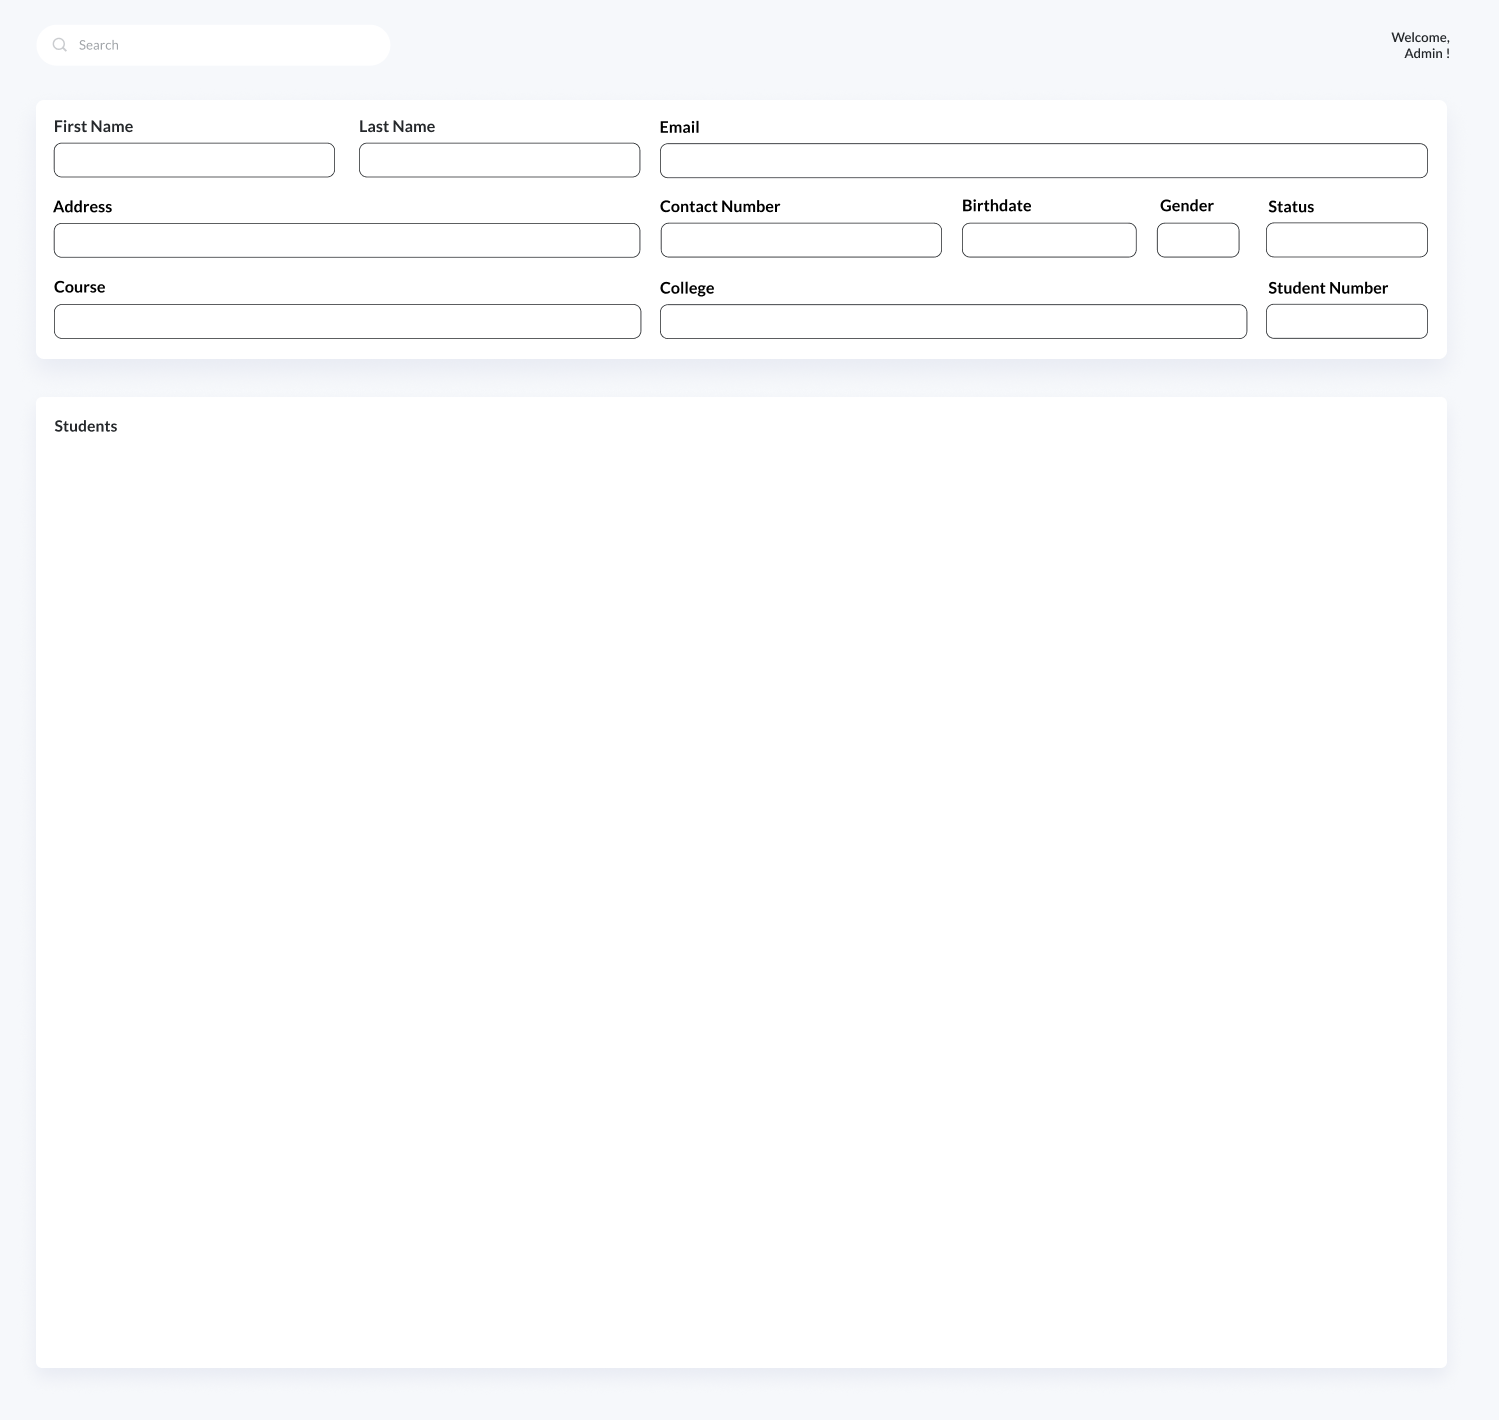 Search
Welcome,
Admin !
First Name
Last Name
Email
Address
Contact Number
Birthdate
Gender
Status
Course
College
Student Number
Students